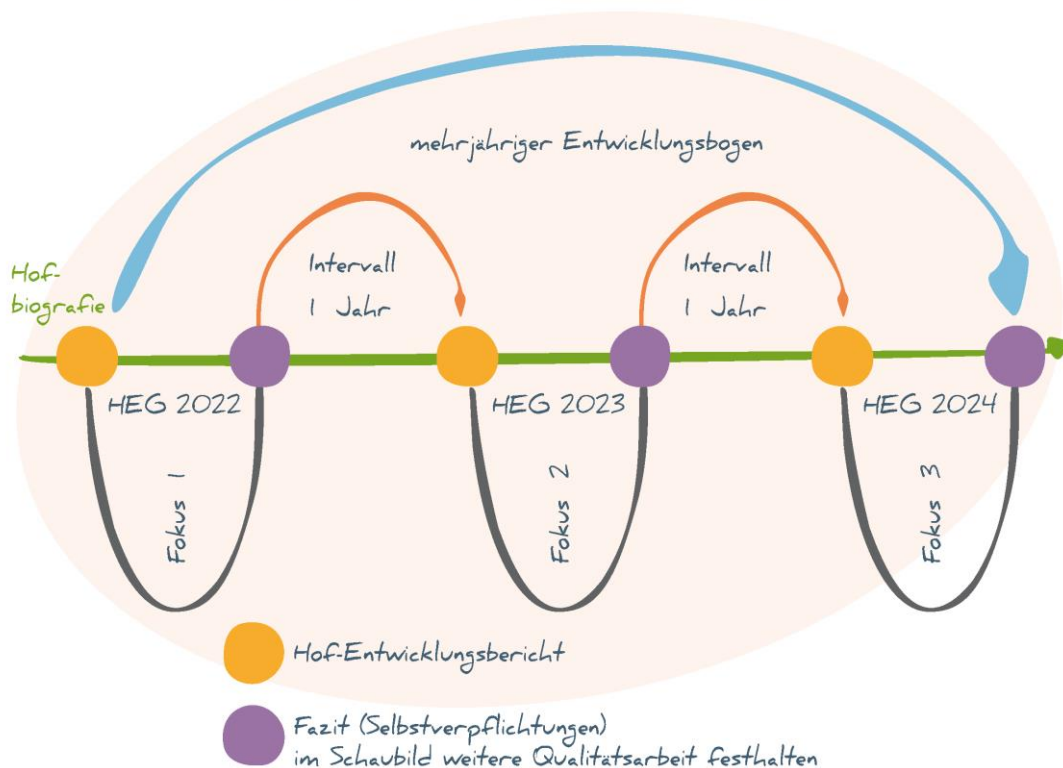 mehrjähriger Entwicklungsbogen
Hof-
biografie
Intervall
1 Jahr
Intervall
1 Jahr
HEG 2022
HEG 2023
HEG 2024
Fokus 1
Fokus 2
Fokus 3
Hof-Entwicklungsbericht
Fazit (Selbstverpflichtungen)
im Schaubild weitere Qualitätsarbeit festhalten